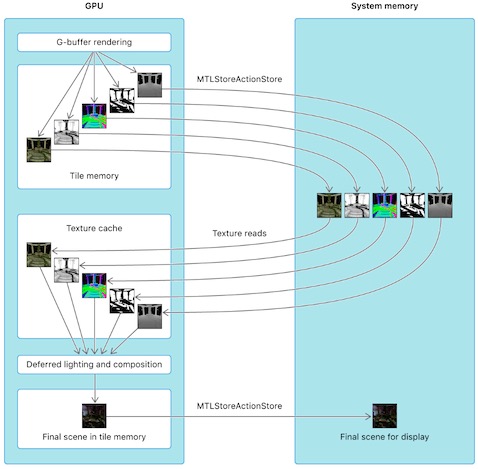 GPU
System memory
G-buffer rendering
MTLStoreActionStore
Tile memory
Texture cache
Texture reads
Deferred lighting and composition
MTLStoreActionStore
Final scene in tile memory
Final scene for display